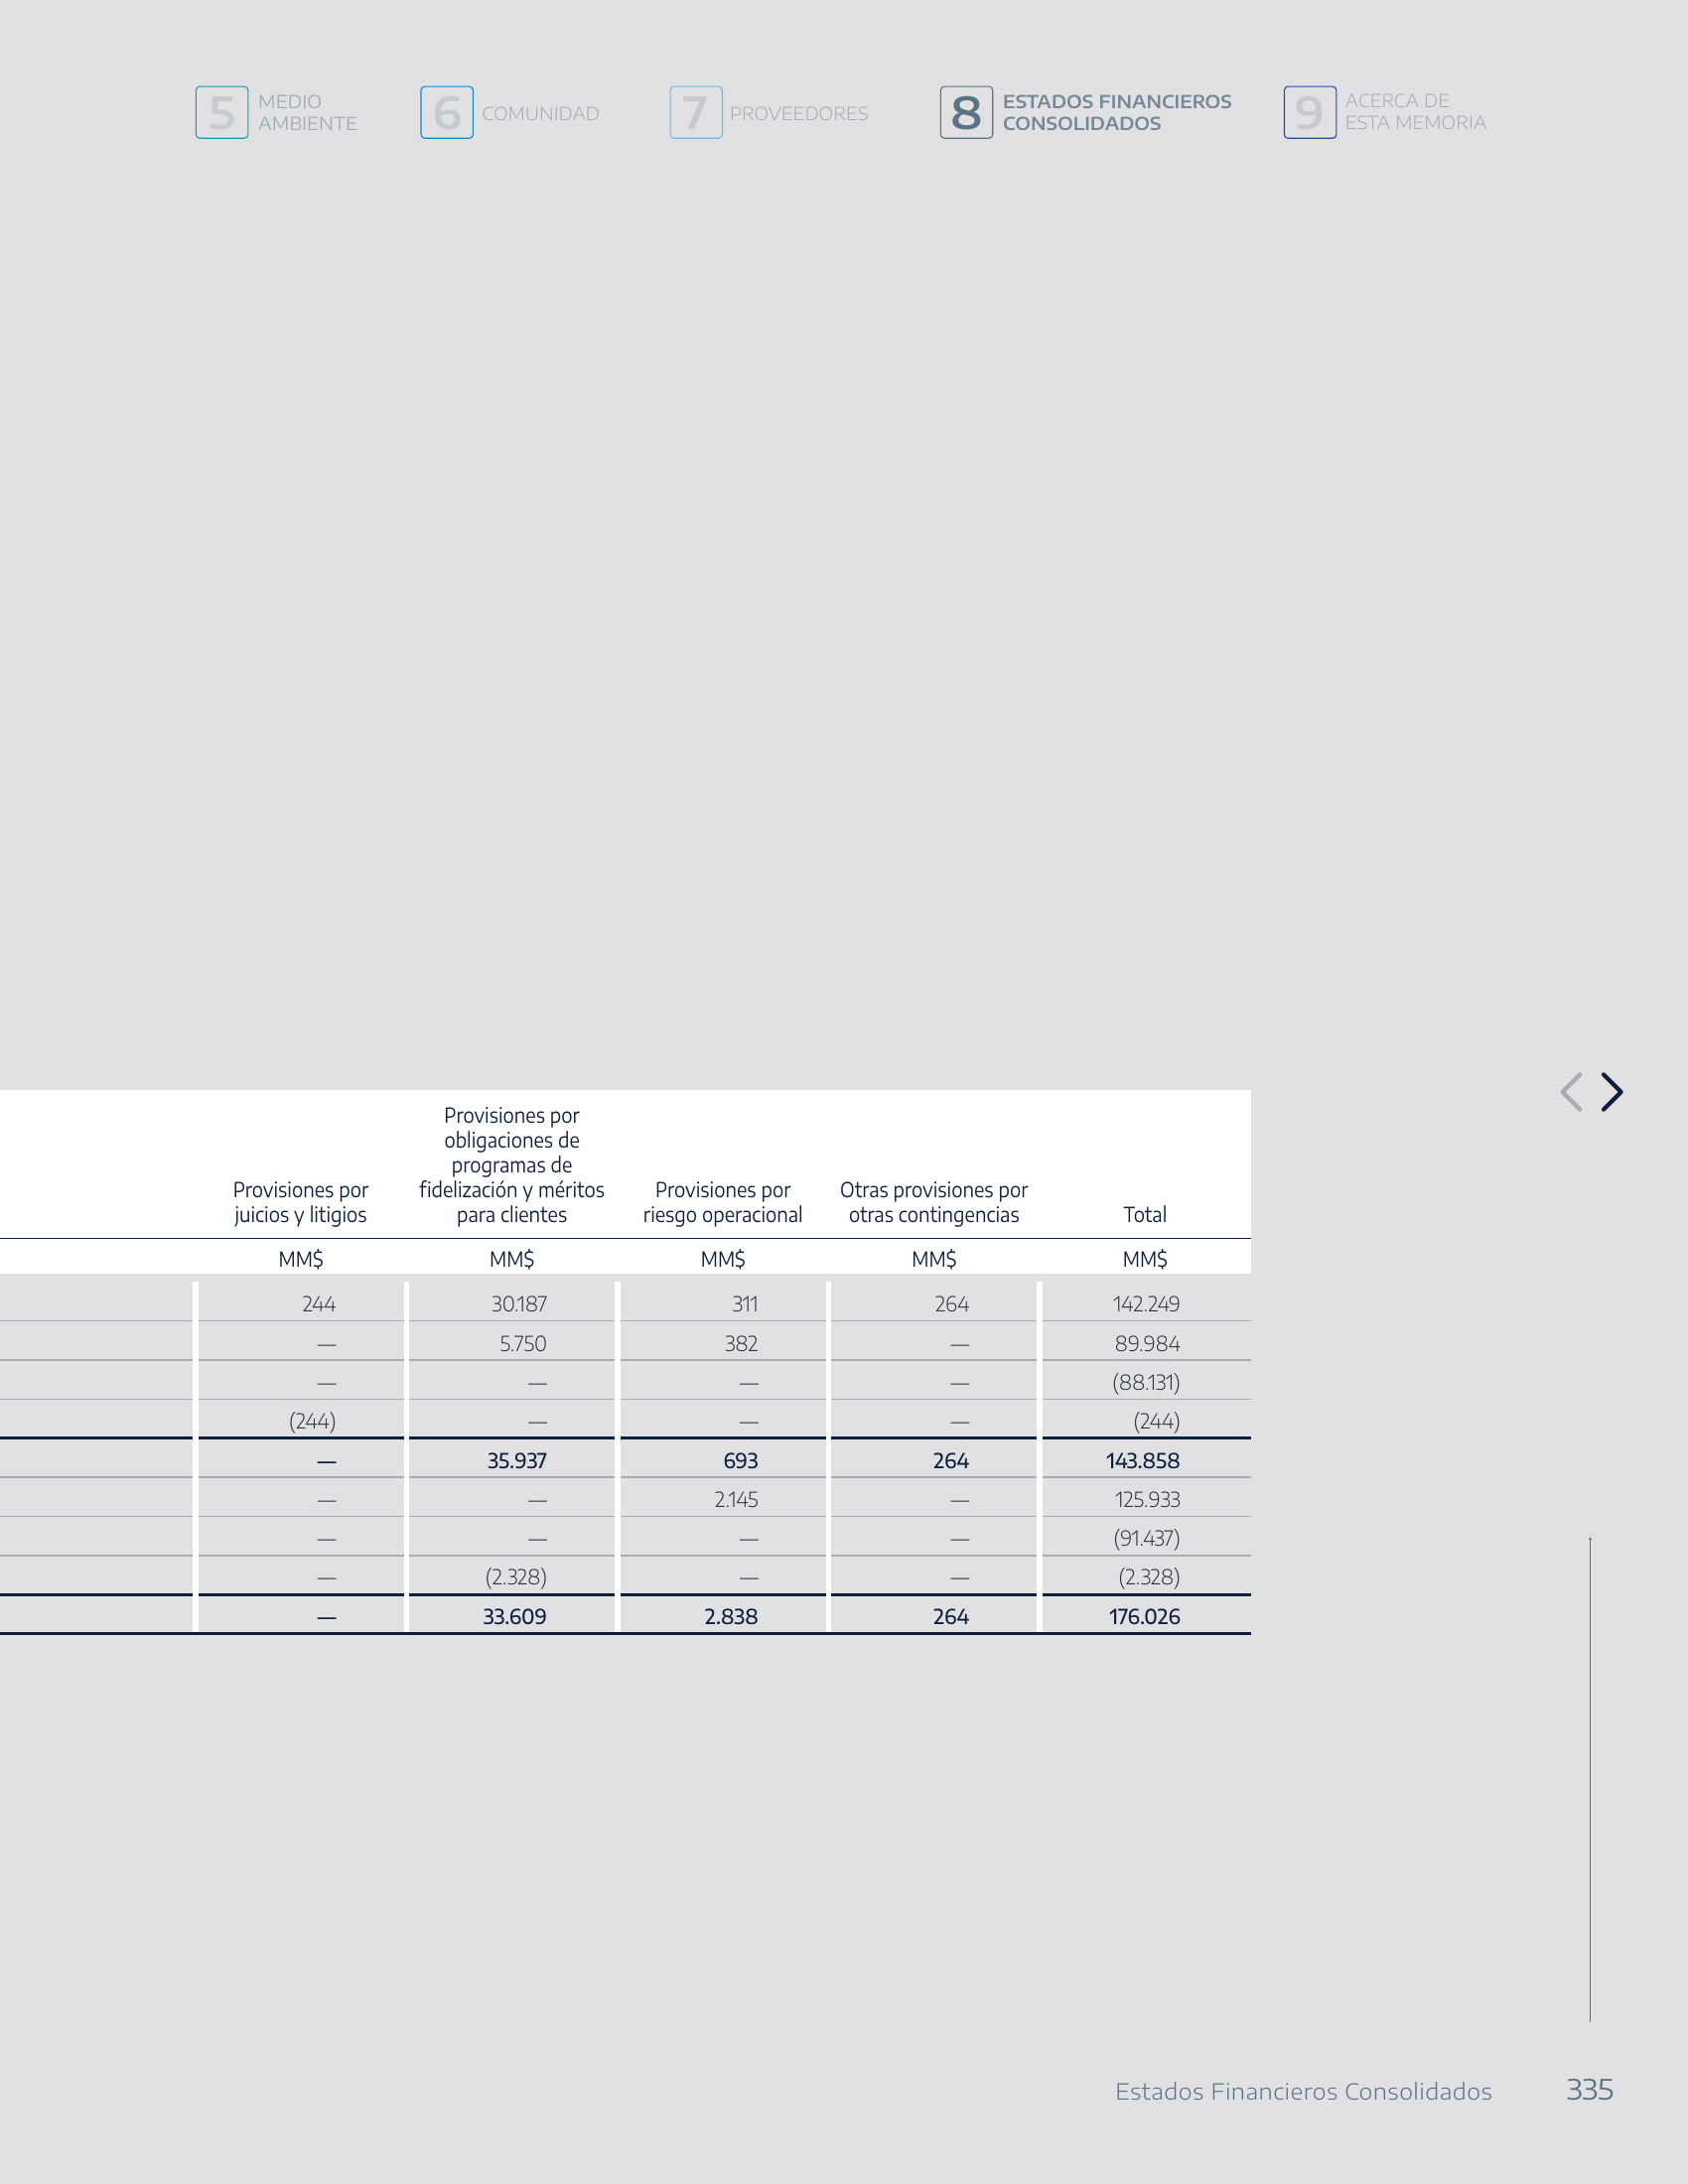 5 MEDIO
AMBIENTE
6 COMUNIDAD
7 PROVEEDORES
8 ESTADOS FINANCIEROS
CONSOLIDADOS
9 ACERCA DE
ESTA MEMORIA
Provisiones por
juicios y litigios
Provisiones por
obligaciones de
programas de
fidelización y méritos
para clientes
Provisiones por
riesgo operacional
Otras provisiones por
otras contingencias
Total
MM$ MM$ MM$ MM$ MM$
244 30.187 311 264 142.249
— 5.750 382 — 89.984
— — — — (88.131)
(244) — — — (244)
— 35.937 693 264 143.858
— — 2.145 — 125.933
— — — — (91.437)
— (2.328) — — (2.328)
— 33.609 2.838 264 176.026
Estados Financieros Consolidados 335